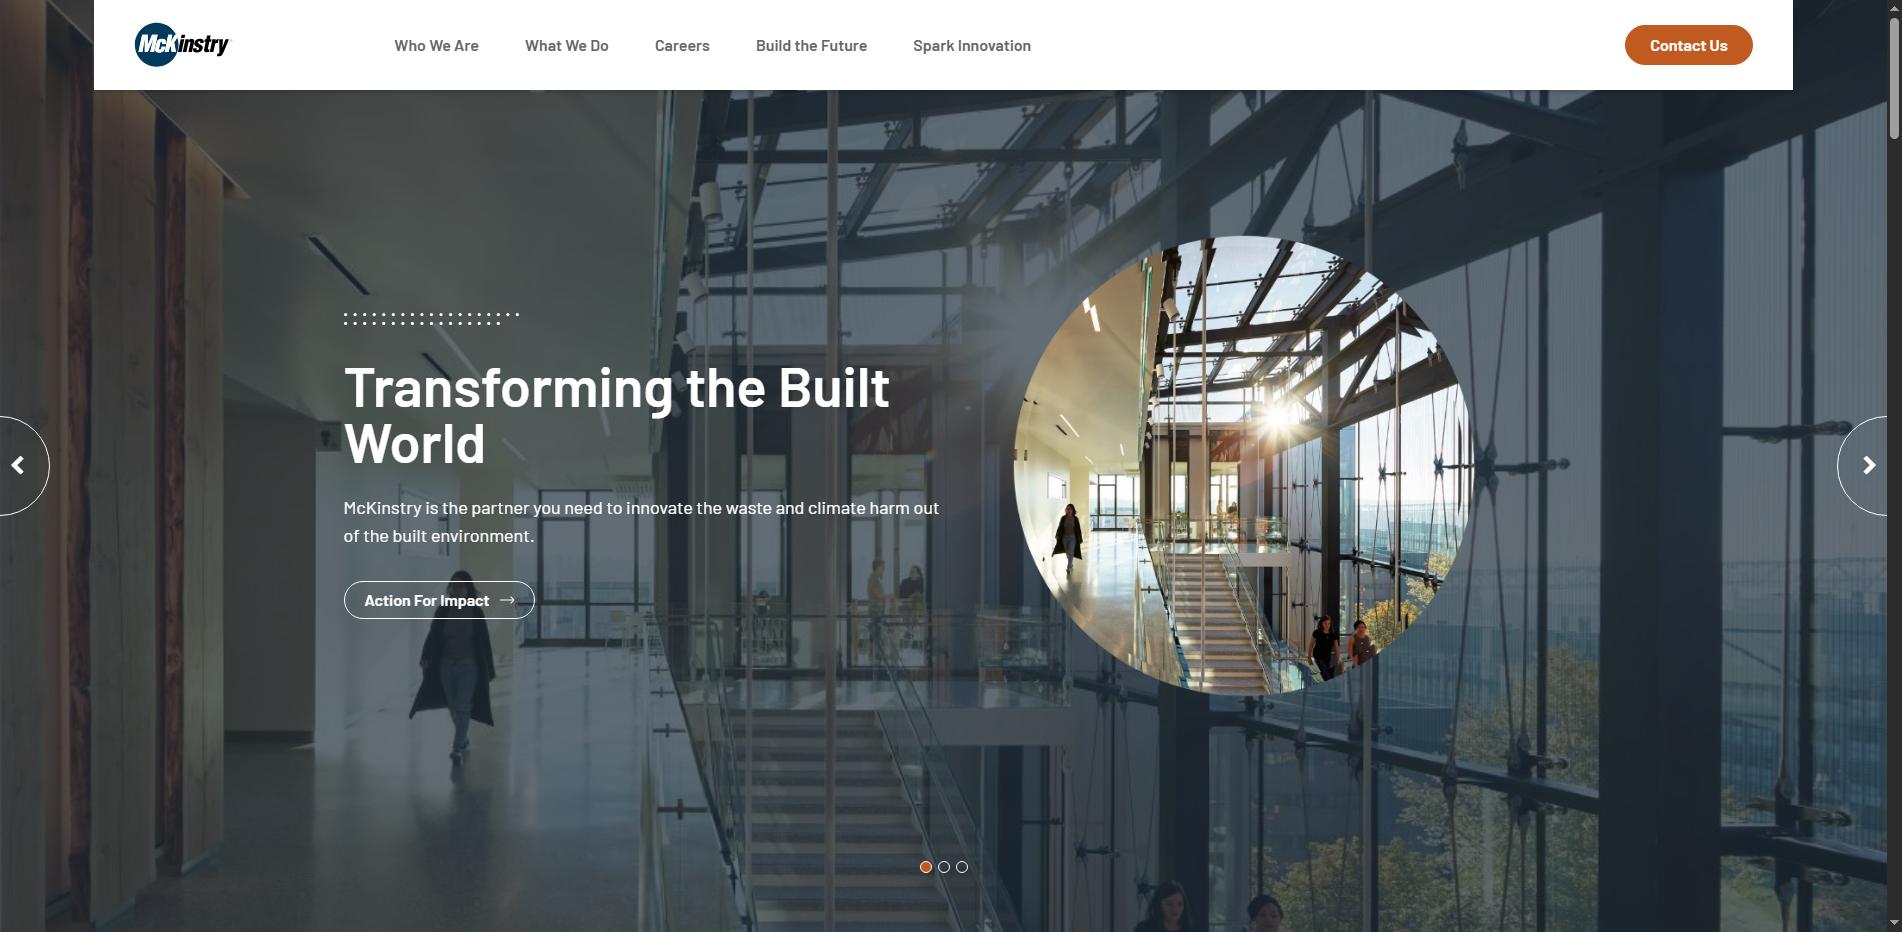 McKinstry
Who We Are
What We Do
Careers
Build the Future
Spark Innovation
Contact Us
Transforming the Built
World
McKinstry is the partner you need to innovate the waste and climate harm out
of the built environment.
Action For Impact